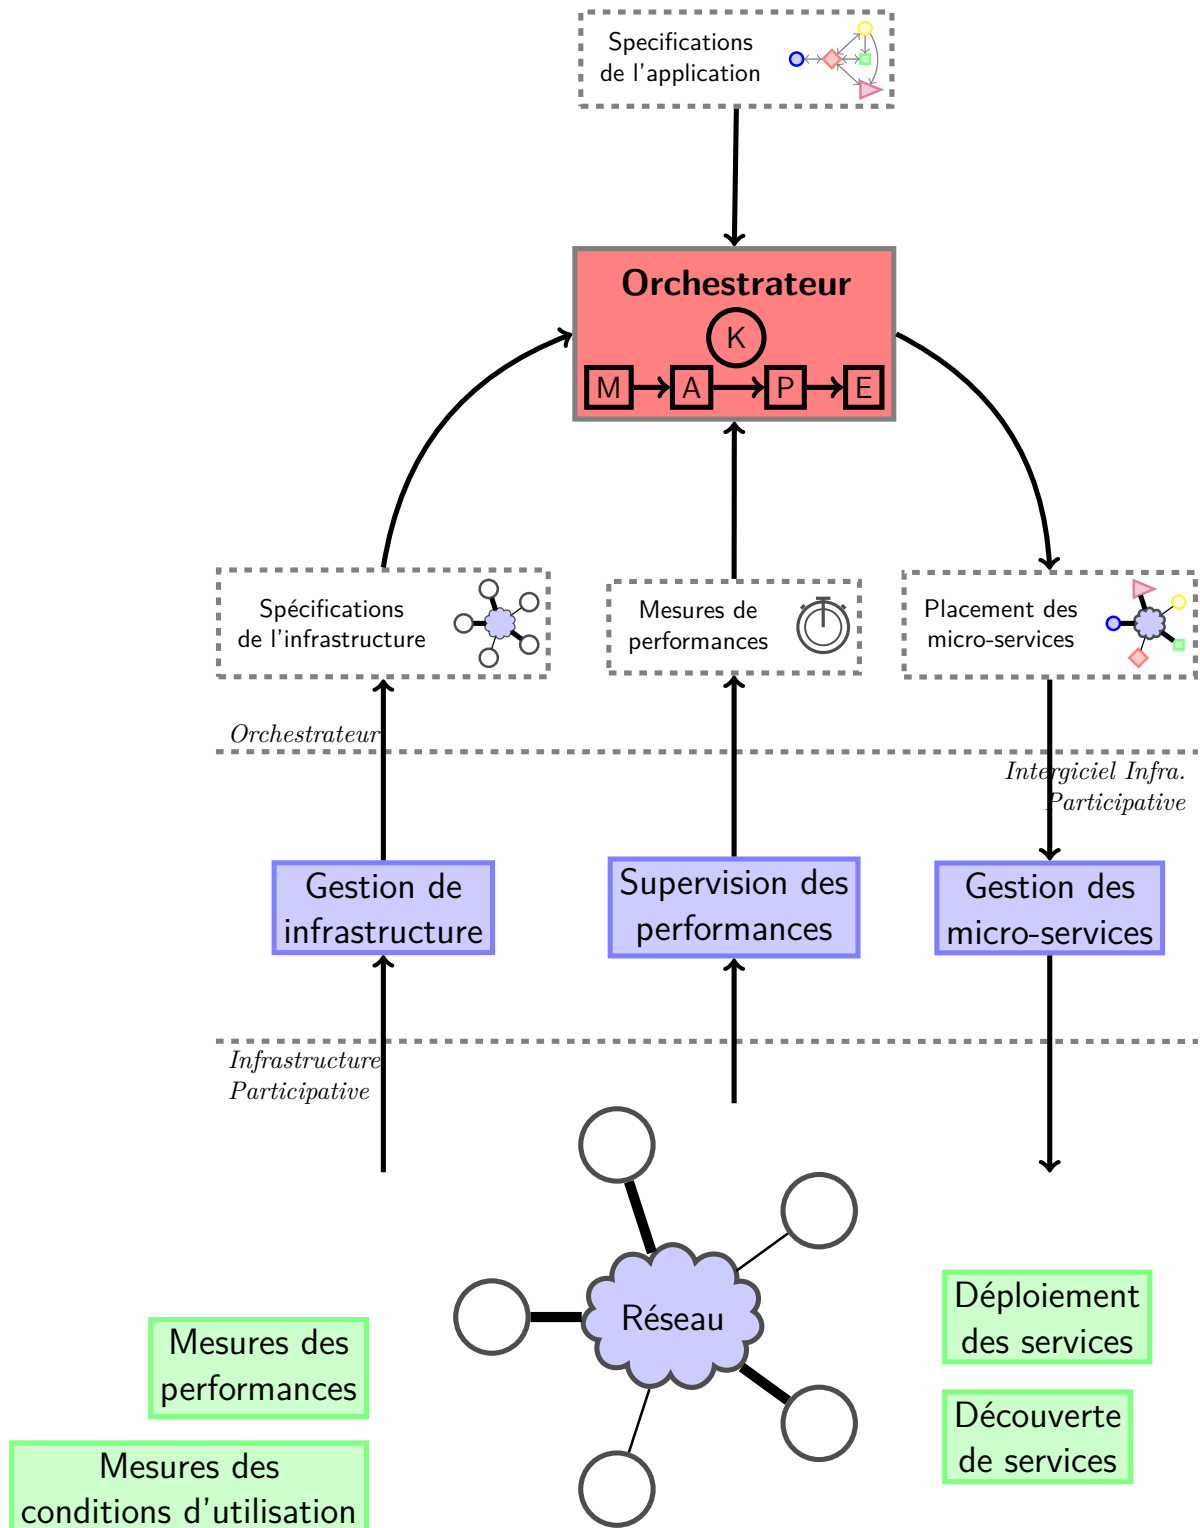 Specifications
de l'application
Orchestrateur
K
M
A
P
E
Spécifications
de l'infrastructure
Mesures de
performances
Placement des
micro-services
Orchestrateur
Intergiciel Infra.
Participative
Gestion de
infrastructure
Supervision des
performances
Gestion des
micro-services
Infrastructure
Participative
Réseau
Mesures des
performances
Mesures des
conditions d'utilisation
Déploiement
des services
Découverte
de services